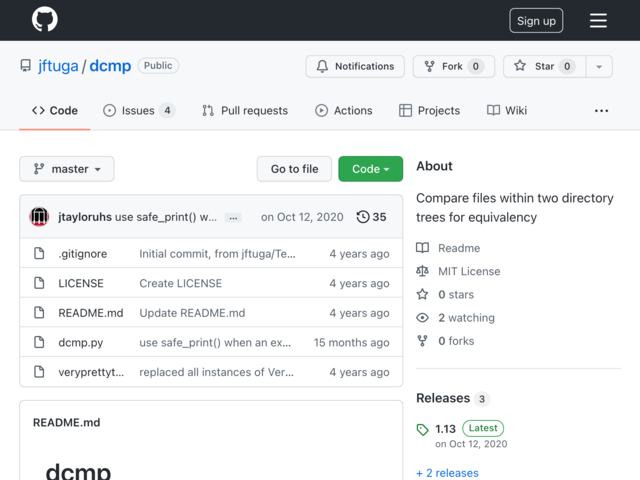 Sign up
jftuga / dcmp Public
Notifications Fork 0 Star 0
Code Issues 4 Pull requests Actions Projects Wiki ...
master Go to file Code
jtayloruhs use safe_print() w... ... on Oct 12, 2020 35
.gitignore Initial commit, from jftuga/Te... 4 years ago
LICENSE Create LICENSE 4 years ago
README.md Update README.md 4 years ago
dcmp.py use safe_print() when an ex... 15 months ago
veryprettyt... replaced all instances of Ver... 4 years ago
README.md
dcmp
About
Compare files within two directory
trees for equivalency
Readme
MIT License
0 stars
2 watching
0 forks
Releases 3
1.13 Latest
on Oct 12, 2020
+ 2 releases